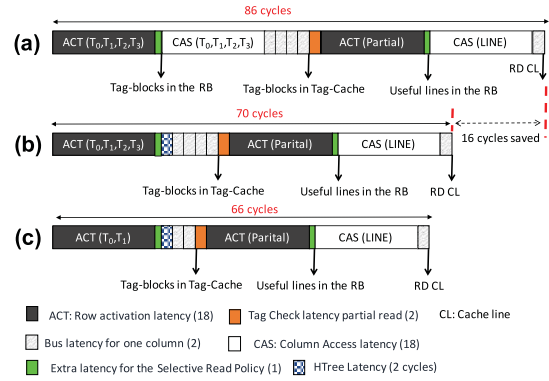 86 cycles
(a)
ACT (T0,T1,T2,T3)
CAS (T0,T1,T2,T3)
ACT (Partial)
CAS (LINE)
Tag-blocks in the RB
Tag-blocks in Tag-Cache
Useful lines in the RB
RD CL
70 cycles
16 cycles saved
(b)
ACT (T0,T1,T2,T3)
ACT (Parital)
CAS (LINE)
Tag-blocks in Tag-Cache
Useful lines in the RB
RD CL
66 cycles
(c)
ACT (T0,T1)
ACT (Parital)
CAS (LINE)
Tag-blocks in Tag-Cache
Useful lines in the RB
RD CL
ACT: Row activation latency (18)
Tag Check latency partial read (2)
CL: Cache line
Bus latency for one column (2)
CAS: Column Access latency (18)
Extra latency for the Selective Read Policy (1)
HTree Latency (2 cycles)